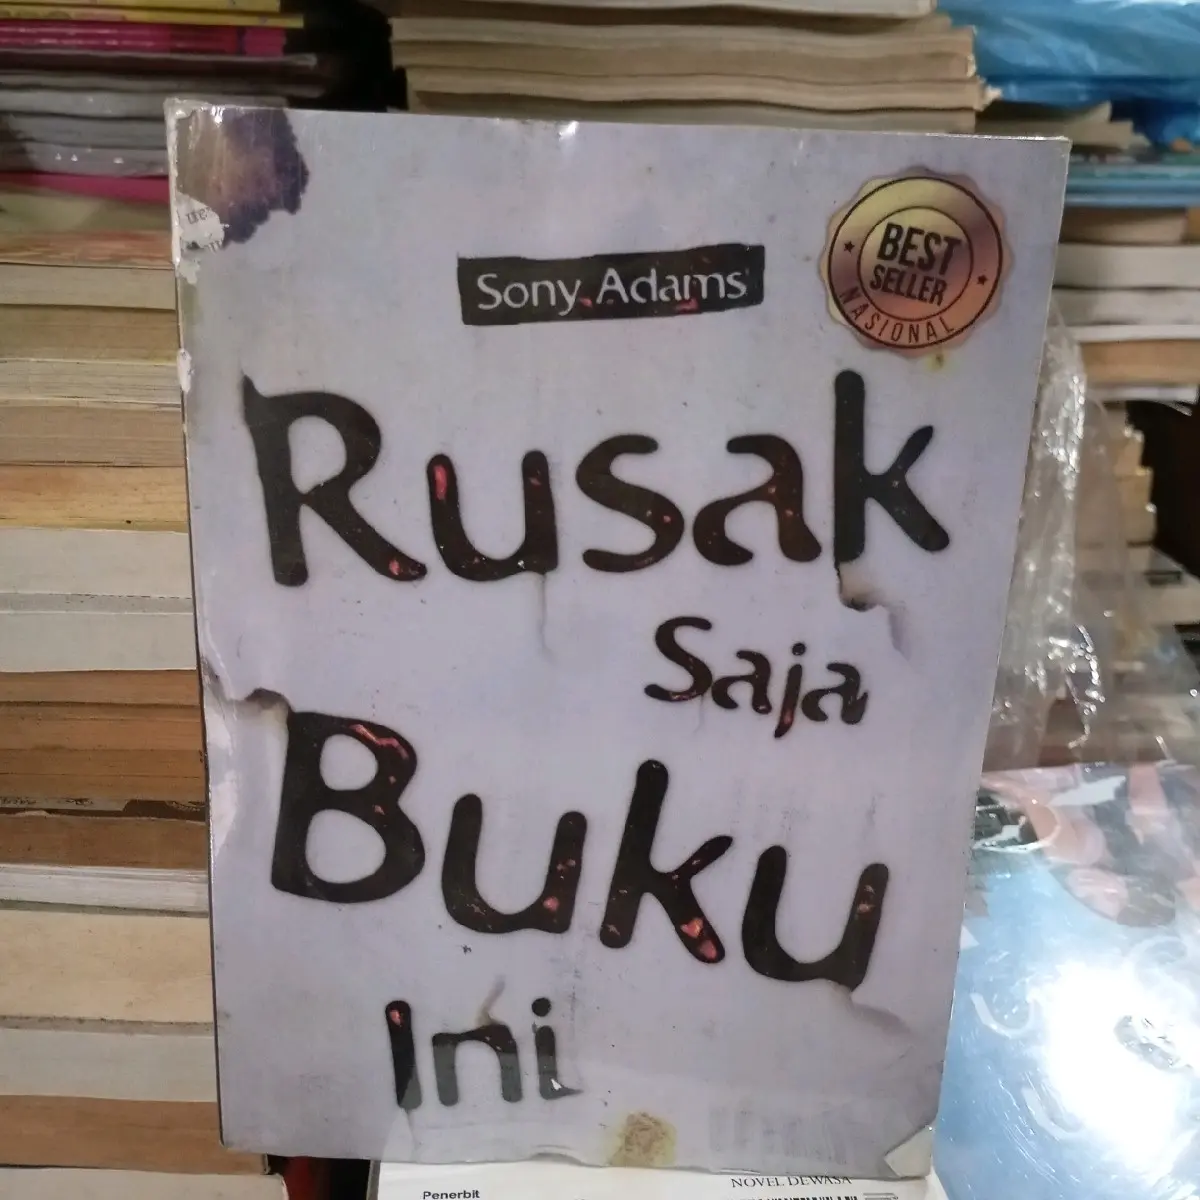 Sony Adams
BEST
SELLER
NASIONAL
Rusak
Saja
Buku
Ini
NOVEL DEWASA
Penerbit